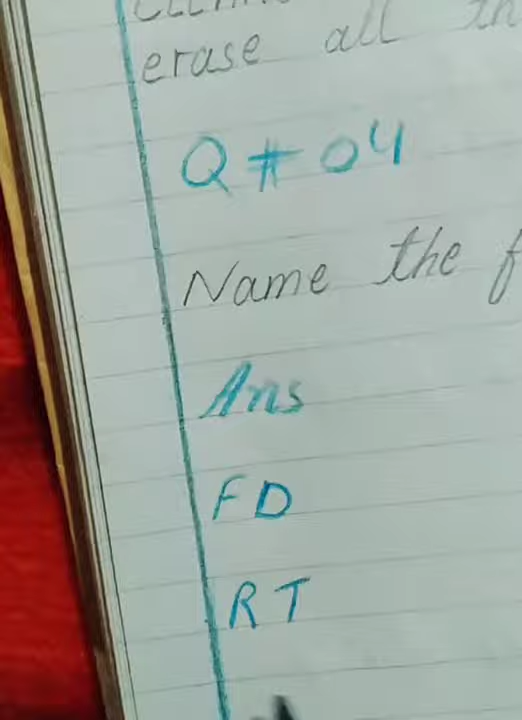 erase all
Q # 04
Name the
Ans
FD
RT